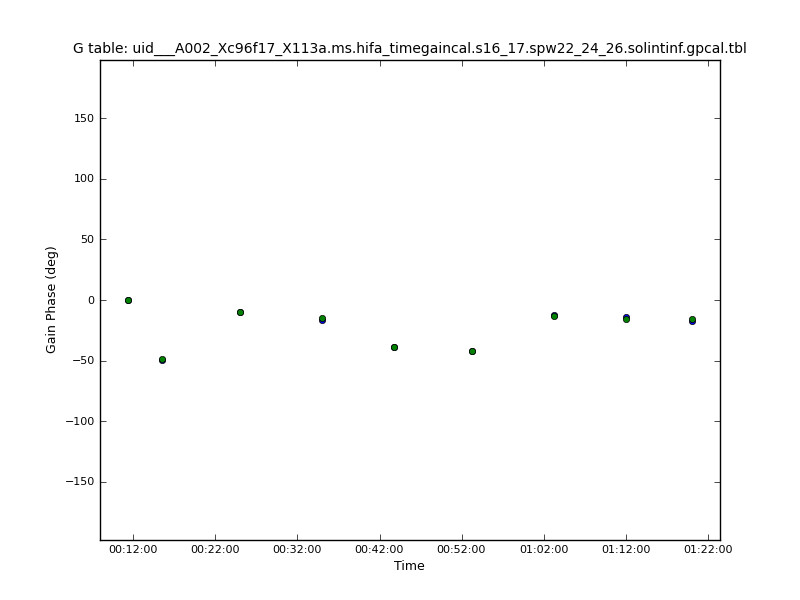 G table: uid___A002_Xc96f17_X113a.ms.hifa_timegaincal.s16_17.spw22_24_26.solintinf.gpcal.tbl
150
100
50
0
−50
−100
−150
Gain Phase (deg)
00:12:00 00:22:00 00:32:00 00:42:00 00:52:00 01:02:00 01:12:00 01:22:00
Time